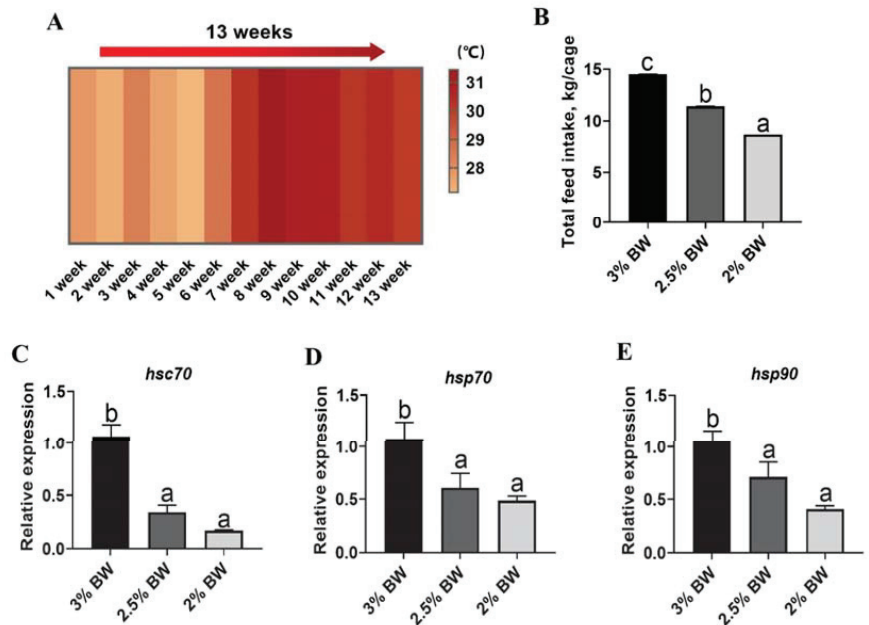 A
13 weeks
(℃)
31
30
29
28
1 week
2 week
3 week
4 week
5 week
6 week
7 week
8 week
9 week
10 week
11 week
12 week
13 week
B
Total feed intake, kg/cage
15
10
5
0
c
b
a
3% BW
2.5% BW
2% BW
C
hsc70
Relative expression
1.5
1.0
0.5
0.0
b
a
a
3% BW
2.5% BW
2% BW
D
hsp70
Relative expression
1.5
1.0
0.5
0.0
b
a
a
3% BW
2.5% BW
2% BW
E
hsp90
Relative expression
1.5
1.0
0.5
0.0
b
a
a
3% BW
2.5% BW
2% BW